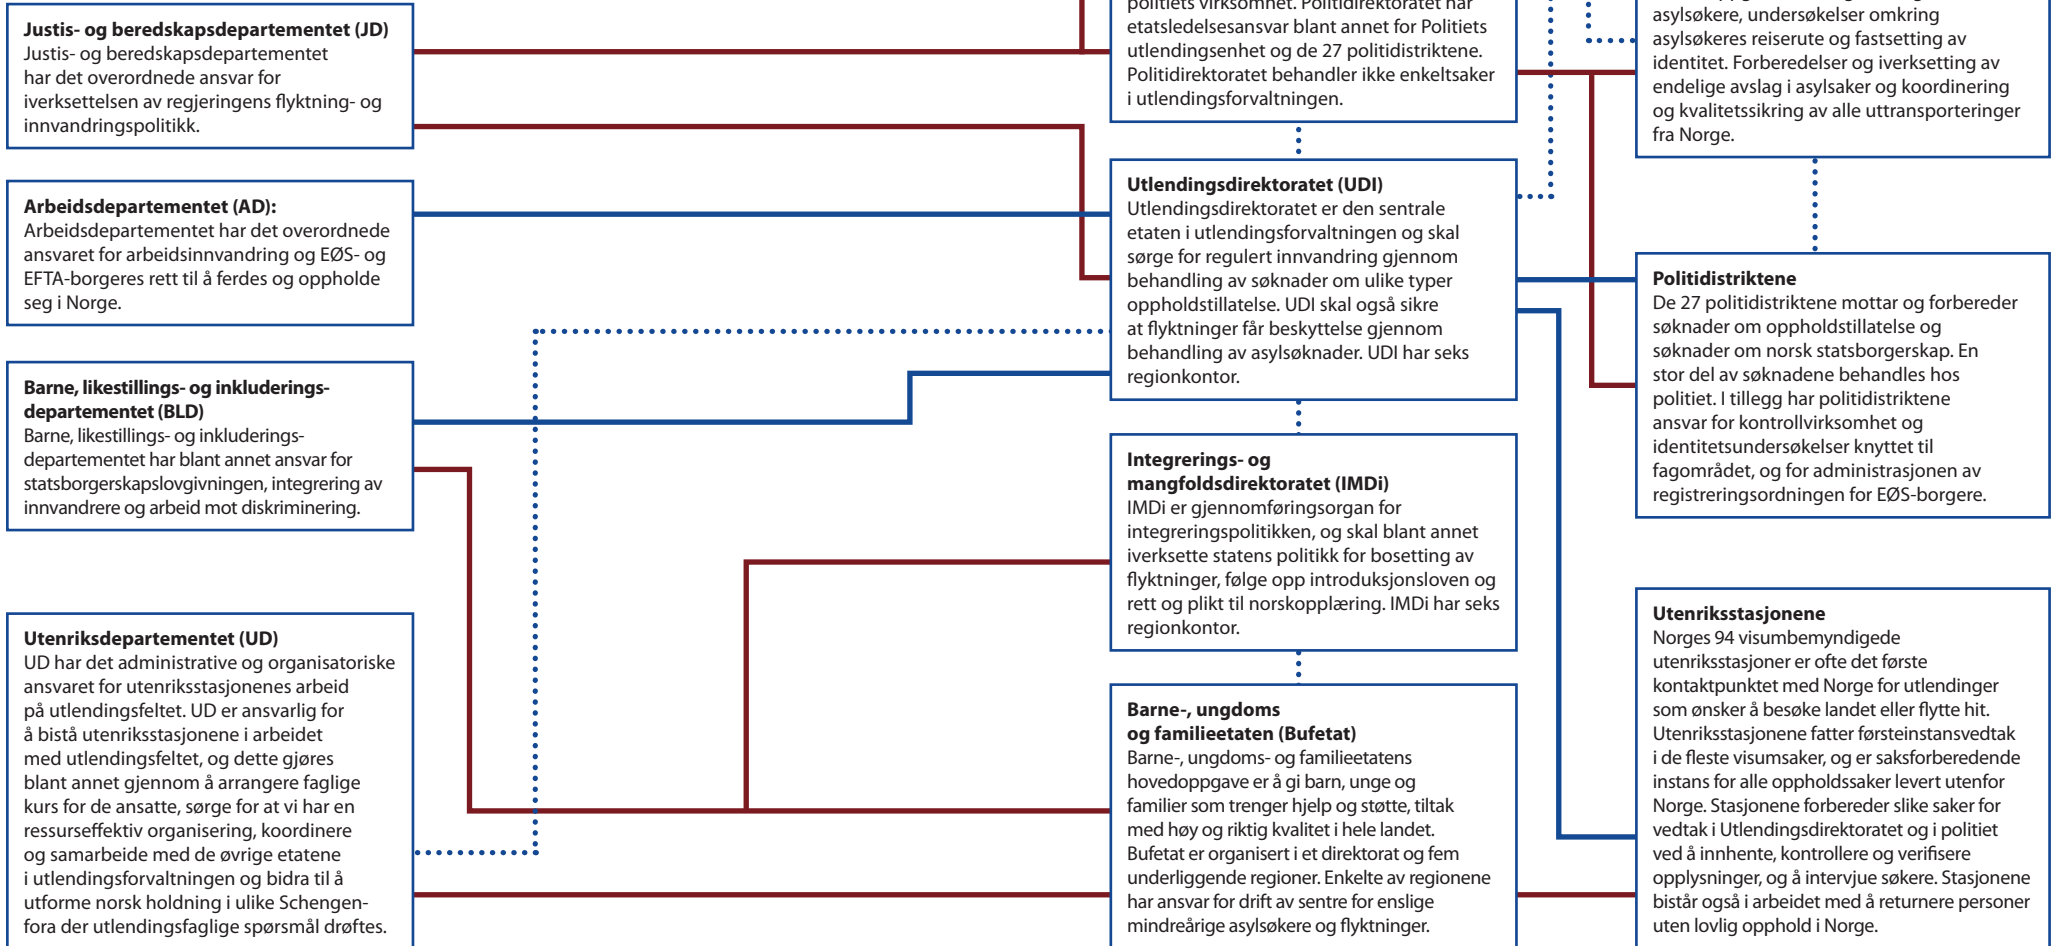 Justis- og beredskapsdepartementet (JD)
Justis- og beredskapsdepartementet
har det overordnede ansvar for
iverksettelsen av regjeringens flyktning- og
innvandringspolitikk.
Arbeidsdepartementet (AD):
Arbeidsdepartementet har det overordnede
ansvaret for arbeidsinnvandring og EØS- og
EFTA-borgeres rett til å ferdes og oppholde
seg i Norge.
Barne, likestillings- og inkluderings-
departementet (BLD)
Barne, likestillings- og inkluderings-
departementet har blant annet ansvar for
statsborgerskapslovgivningen, integrering av
innvandrere og arbeid mot diskriminering.
Utenriksdepartementet (UD)
UD har det administrative og organisatoriske
ansvaret for utenriksstasjonenes arbeid
på utlendingsfeltet. UD er ansvarlig for
å bistå utenriksstasjonene i arbeidet
med utlendingsfeltet, og dette gjøres
blant annet gjennom å arrangere faglige
kurs for de ansatte, sørge for at vi har en
ressurseffektiv organisering, koordinere
og samarbeide med de øvrige etatene
i utlendingsforvaltningen og bidra til å
utforme norsk holdning i ulike Schengen-
fora der utlendingsfaglige spørsmål drøftes.
politiets virksomhet. Politidirektoratet har
etatsledelsesansvar blant annet for Politiets
utlendingsenhet og de 27 politidistriktene.
Politidirektoratet behandler ikke enkeltsaker
i utlendingsforvaltningen.
Utlendingsdirektoratet (UDI)
Utlendingsdirektoratet er den sentrale
etaten i utlendingsforvaltningen og skal
sørge for regulert innvandring gjennom
behandling av søknader om ulike typer
oppholdstillatelse. UDI skal også sikre
at flyktninger får beskyttelse gjennom
behandling av asylsøknader. UDI har seks
regionkontor.
Integrerings- og
mangfoldsdirektoratet (IMDi)
IMDi er gjennomføringsorgan for
integreringspolitikken, og skal blant annet
iverksette statens politikk for bosetting av
flyktninger, følge opp introduksjonsloven og
rett og plikt til norskopplæring. IMDi har seks
regionkontor.
Barne-, ungdoms
og familieetaten (Bufetat)
Barne-, ungdoms- og familieetatens
hovedoppgave er å gi barn, unge og
familier som trenger hjelp og støtte, tiltak
med høy og riktig kvalitet i hele landet.
Bufetat er organisert i et direktorat og fem
underliggende regioner. Enkelte av regionene
har ansvar for drift av sentre for enslige
mindreårige asylsøkere og flyktninger.
asylsøkere, undersøkelser omkring
asylsøkeres reiserute og fastsetting av
identitet. Forberedelser og iverksetting av
endelige avslag i asylsaker og koordinering
og kvalitetssikring av alle uttransporteringer
fra Norge.
Politidistriktene
De 27 politidistriktene mottar og forbereder
søknader om oppholdstillatelse og
søknader om norsk statsborgerskap. En
stor del av søknadene behandles hos
politiet. I tillegg har politidistriktene
ansvar for kontrollvirksomhet og
identitetsundersøkelser knyttet til
fagområdet, og for administrasjonen av
registreringsordningen for EØS-borgere.
Utenriksstasjonene
Norges 94 visumbemyndigede
utenriksstasjoner er ofte det første
kontaktpunktet med Norge for utlendinger
som ønsker å besøke landet eller flytte hit.
Utenriksstasjonene fatter førsteinstansvedtak
i de fleste visumsaker, og er saksforberedende
instans for alle oppholdssaker levert utenfor
Norge. Stasjonene forbereder slike saker for
vedtak i Utlendingsdirektoratet og i politiet
ved å innhente, kontrollere og verifisere
opplysninger, og å intervjue søkere. Stasjonene
bistår også i arbeidet med å returnere personer
uten lovlig opphold i Norge.